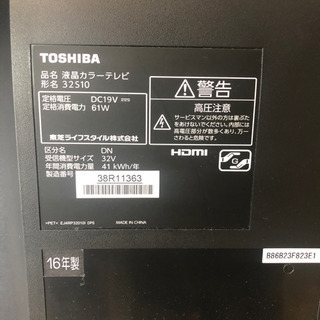 TOSHIBA
品名 液晶カラーテレビ
形名 32S10
定格電圧 DC19V
定格消費電力 61W
東芝ライフスタイル株式会社
区分名 DN
受信機型サイズ 32V
年間消費電力量 41 kWh/年
製造番号 38R11363
警告
高圧注意
サービスマン以外の方は裏ぶた
をあけないでください。
内部には高電圧部分が数多くあり、万一
さわると危険です。
HDMI
G
MADE IN CHINA
16年製
B86B23F823E1